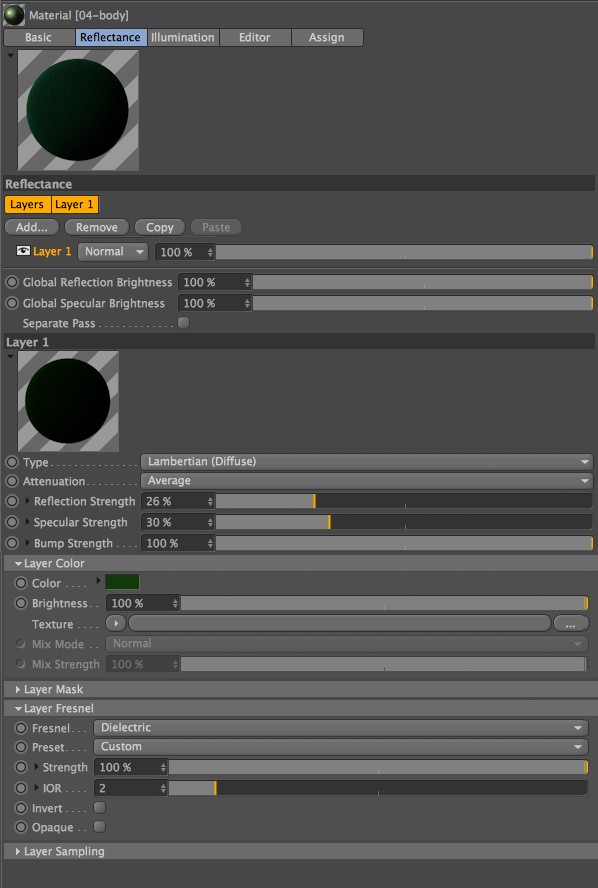 Material [04-body]
Basic Reflectance Illumination Editor Assign
Reflectance
Layers Layer 1
Add... Remove Copy Paste
Layer 1 Normal 100 %
Global Reflection Brightness 100 %
Global Specular Brightness 100 %
Separate Pass . . . . . . . . . . . . .
Layer 1
Type . . . . . . . . . . . . . Lambertian (Diffuse)
Attenuation . . . . . . . . Average
Reflection Strength 26 %
Specular Strength 30 %
Bump Strength . . . . 100 %
Layer Color
Color . . . .
Brightness . . 100 %
Texture . . . . ...
Mix Mode . . Normal
Mix Strength 100 %
Layer Mask
Layer Fresnel
Fresnel . . . Dielectric
Preset . . . . Custom
Strength 100 %
IOR . . . . 2
Invert . . . .
Opaque . .
Layer Sampling